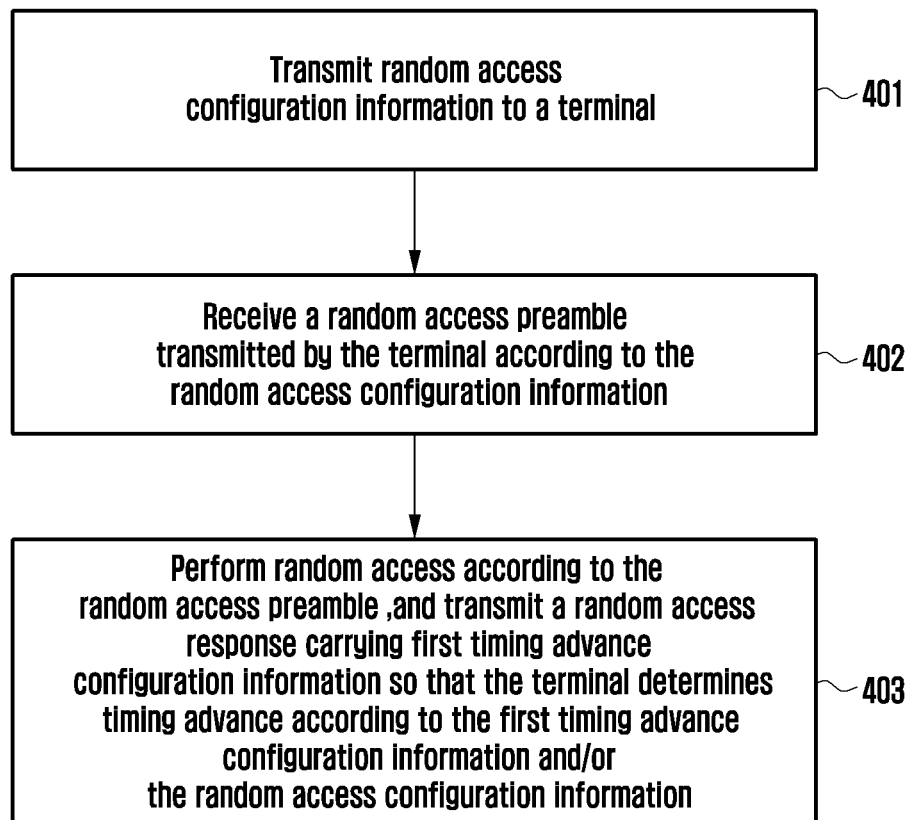 Transmit random access
configuration information to a terminal
401
Receive a random access preamble
transmitted by the terminal according to the
random access configuration information
402
Perform random access according to the
random access preamble ,and transmit a random access
response carrying first timing advance
configuration information so that the terminal determines
timing advance according to the first timing advance
configuration information and/or
the random access configuration information
403